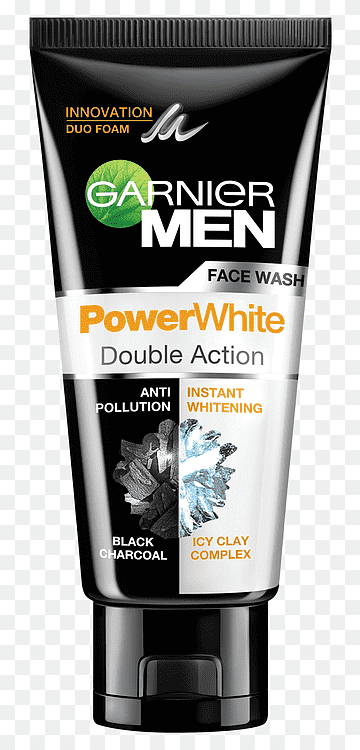 INNOVATION
DUO FOAM
GARNIER
MEN
FACE WASH
PowerWhite
Double Action
ANTI
POLLUTION
INSTANT
WHITENING
BLACK
CHARCOAL
ICY CLAY
COMPLEX